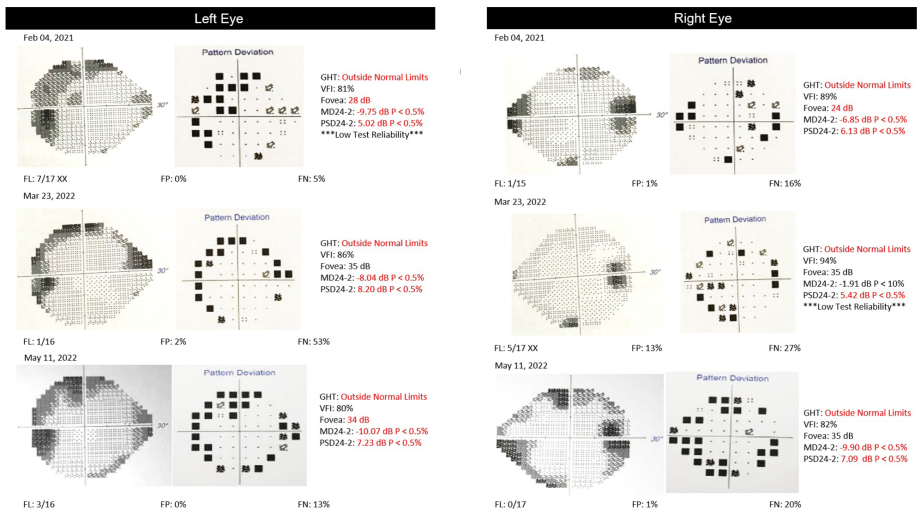 Left Eye
Feb 04, 2021
Pattern Deviation
30°
GHT: Outside Normal Limits
VFI: 81%
Fovea: 28 dB
MD24-2: -9.75 dB P < 0.5%
PSD24-2: 5.02 dB P < 0.5%
***Low Test Reliability***
FL: 7/17 XX
FP: 0%
FN: 5%
Mar 23, 2022
Pattern Deviation
30°
GHT: Outside Normal Limits
VFI: 86%
Fovea: 35 dB
MD24-2: -8.04 dB P < 0.5%
PSD24-2: 8.20 dB P < 0.5%
FL: 1/16
FP: 2%
FN: 53%
May 11, 2022
Pattern Deviation
30°
GHT: Outside Normal Limits
VFI: 80%
Fovea: 34 dB
MD24-2: -10.07 dB P < 0.5%
PSD24-2: 7.23 dB P < 0.5%
FL: 3/16
FP: 0%
FN: 13%
Right Eye
Feb 04, 2021
Pattern Deviation
30°
GHT: Outside Normal Limits
VFI: 89%
Fovea: 24 dB
MD24-2: -6.85 dB P < 0.5%
PSD24-2: 6.13 dB P < 0.5%
FL: 1/15
FP: 1%
FN: 16%
Mar 23, 2022
Pattern Deviation
30°
GHT: Outside Normal Limits
VFI: 94%
Fovea: 35 dB
MD24-2: -1.91 dB P < 10%
PSD24-2: 5.42 dB P < 0.5%
***Low Test Reliability***
FL: 5/17 XX
FP: 13%
FN: 27%
May 11, 2022
Pattern Deviation
30°
GHT: Outside Normal Limits
VFI: 82%
Fovea: 35 dB
MD24-2: -9.90 dB P < 0.5%
PSD24-2: 7.09 dB P < 0.5%
FL: 0/17
FP: 1%
FN: 20%